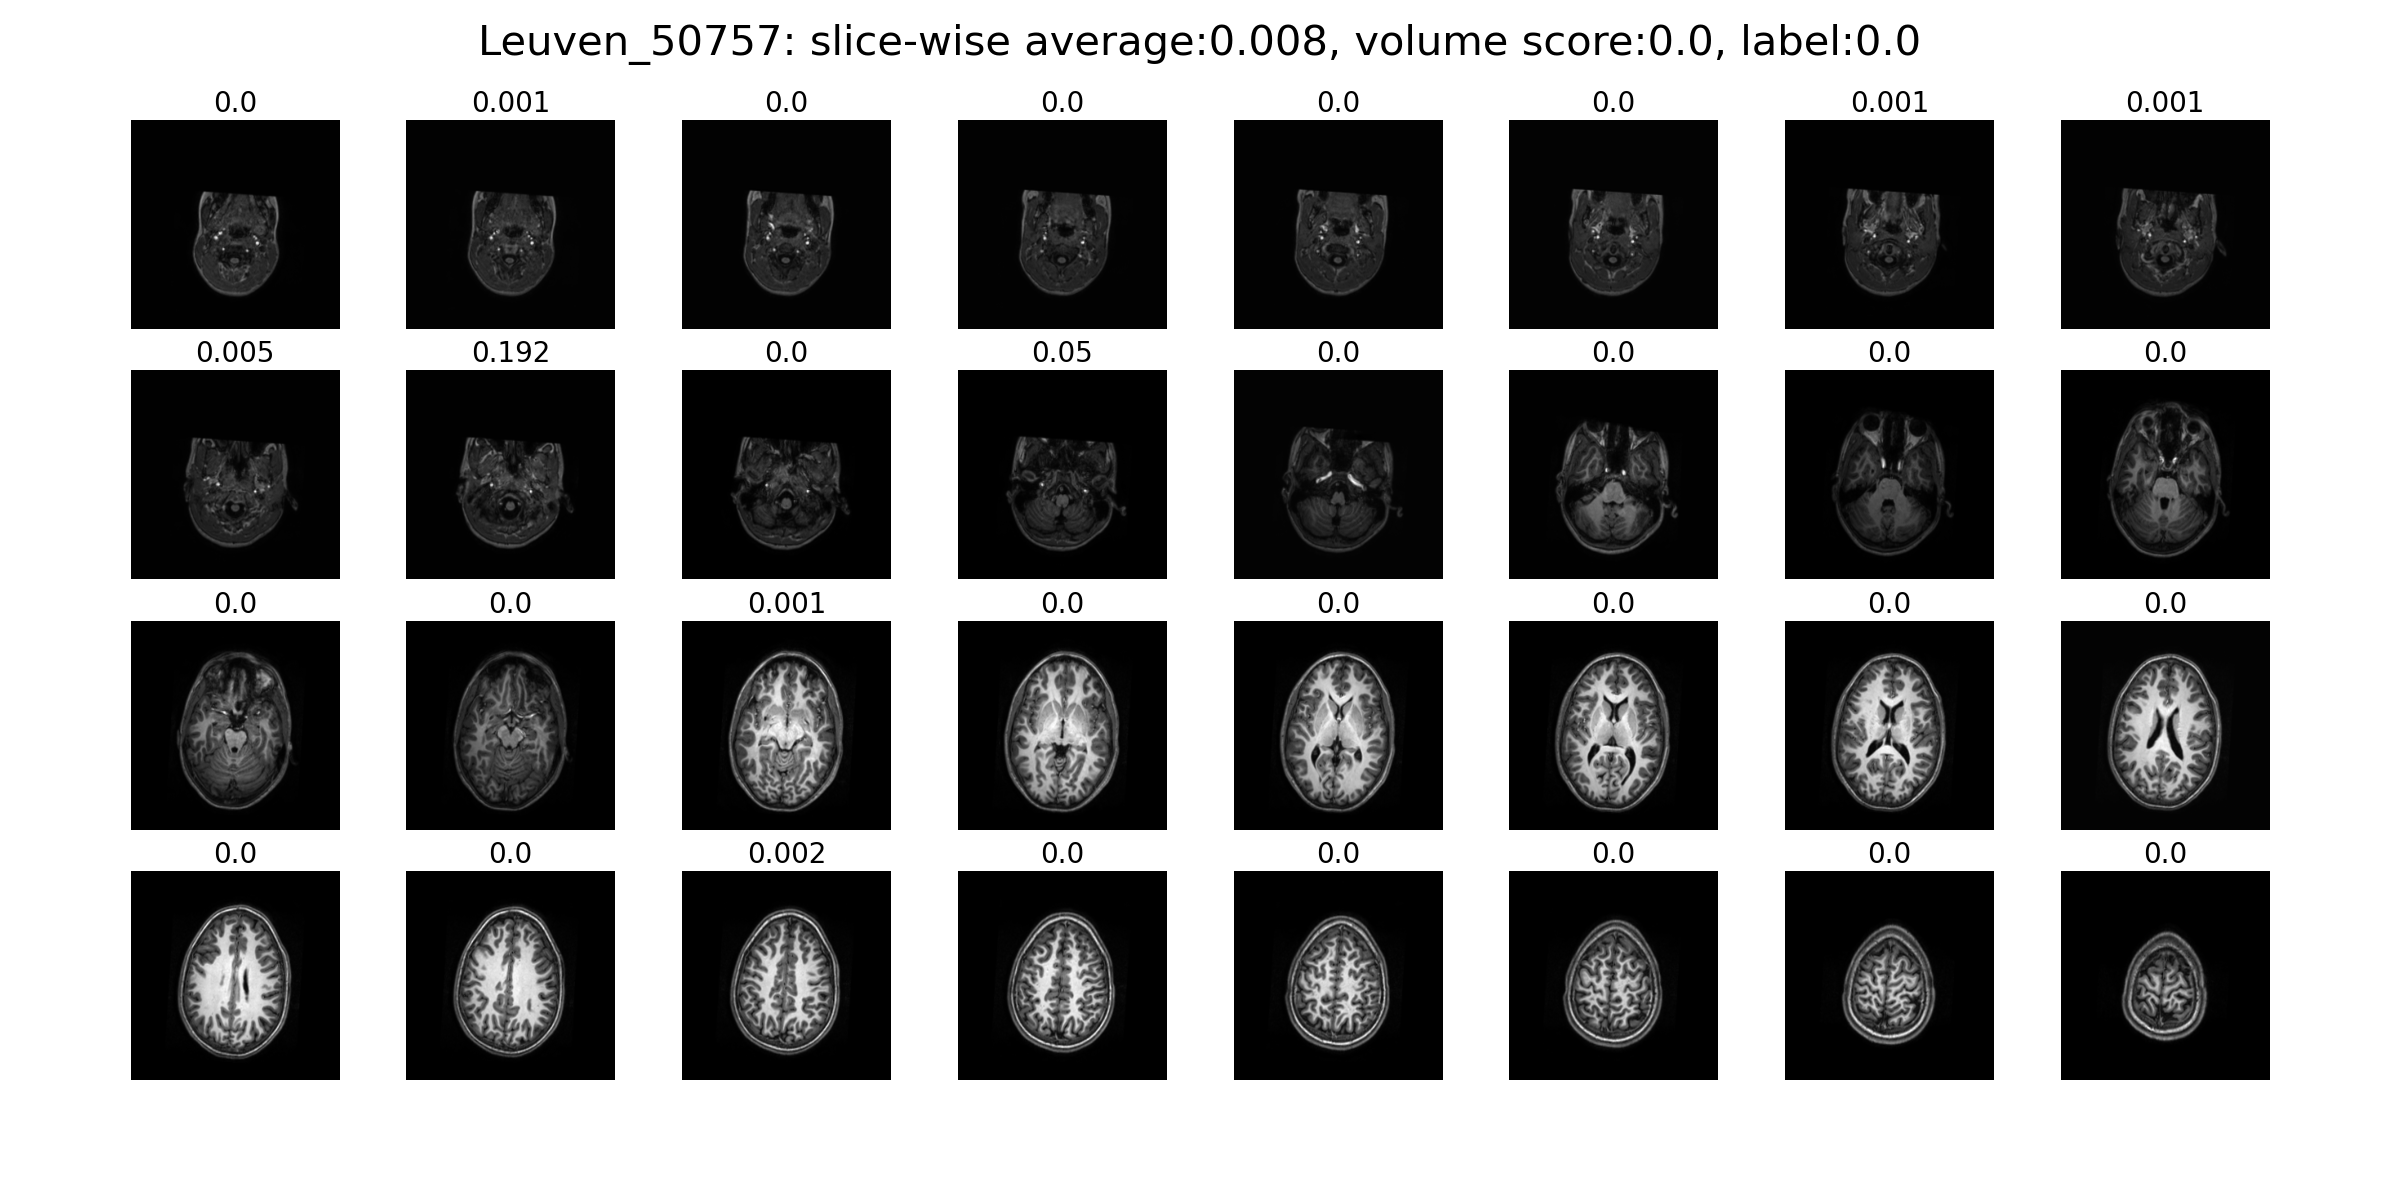 Leuven_50757: slice-wise average:0.008, volume score:0.0, label:0.0
0.0 0.001 0.0 0.0 0.0 0.0 0.001 0.001
0.005 0.192 0.0 0.05 0.0 0.0 0.0 0.0
0.0 0.0 0.001 0.0 0.0 0.0 0.0 0.0
0.0 0.0 0.002 0.0 0.0 0.0 0.0 0.0